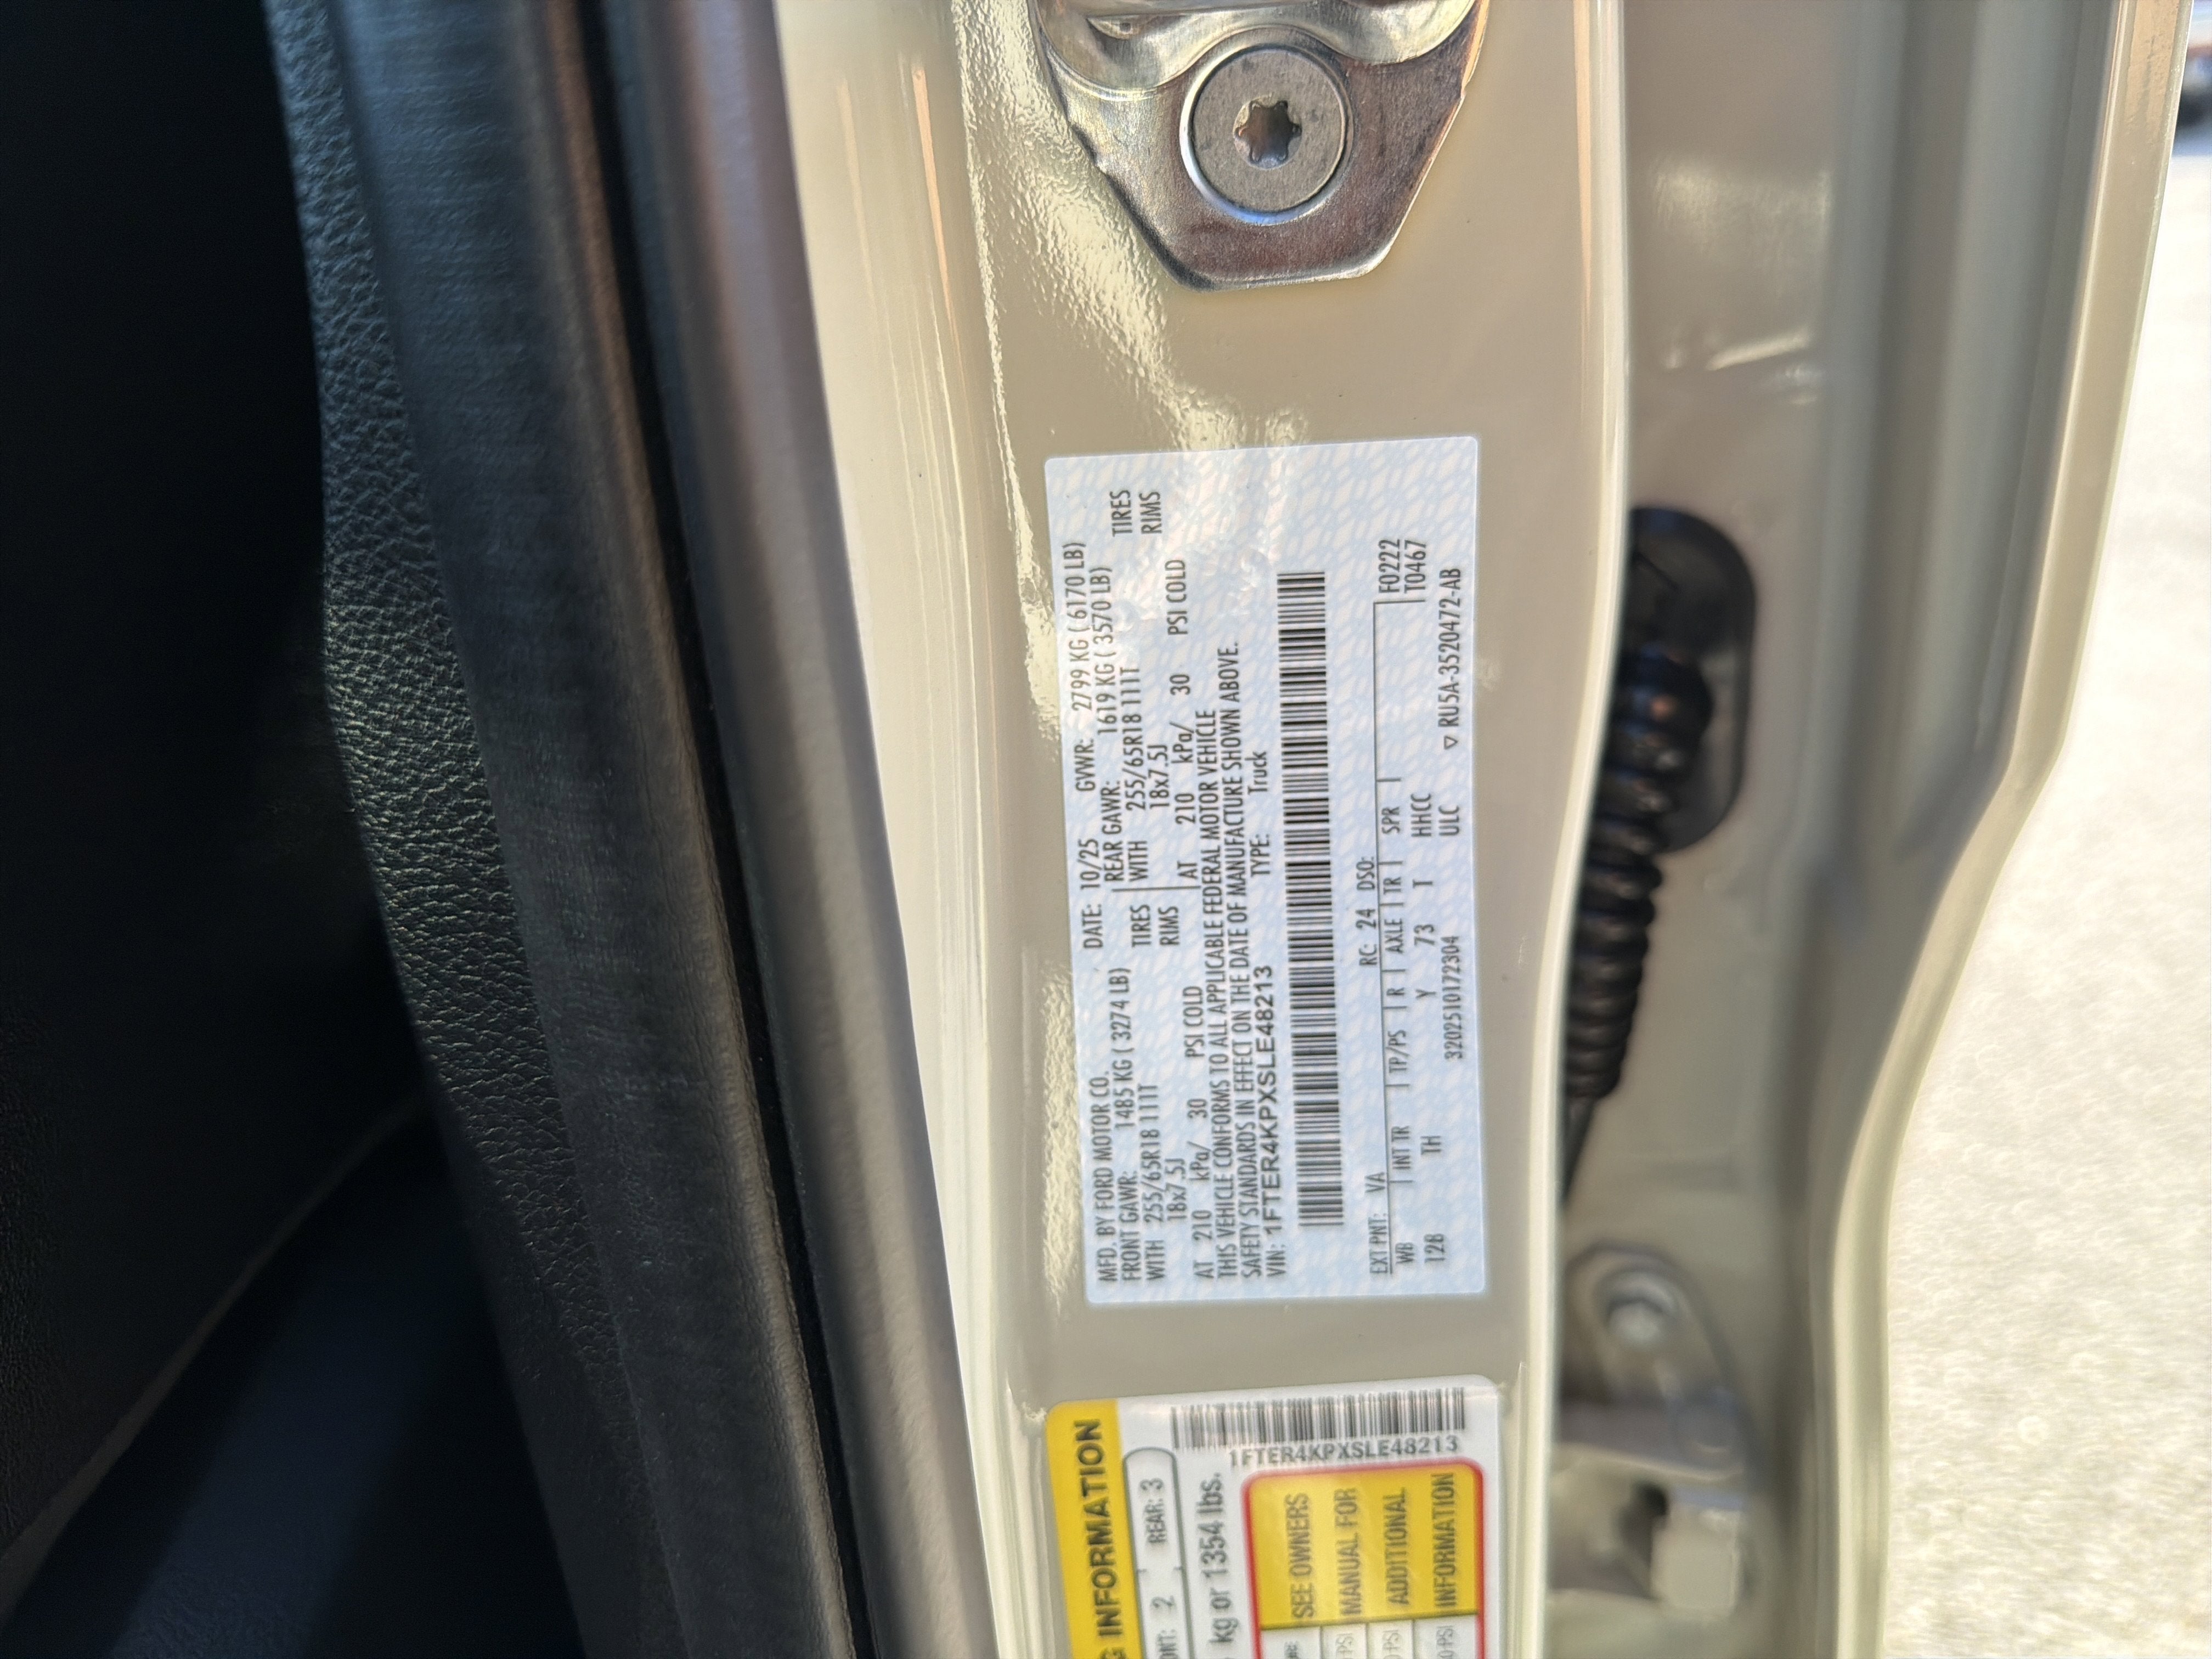 MFD. BY FORD MOTOR CO. DATE: 10/25 GVWR: 2799 KG ( 6170 LB)
FRONT GAWR: 1485 KG ( 3274 LB) REAR GAWR: 1619 KG ( 3570 LB)
WITH 255/65R18 111T TIRES WITH 255/65R18 111T TIRES
18x7.5J RIMS 18x7.5J RIMS
AT 210 kPa/ 30 PSI COLD AT 210 kPa/ 30 PSI COLD
THIS VEHICLE CONFORMS TO ALL APPLICABLE FEDERAL MOTOR VEHICLE
SAFETY STANDARDS IN EFFECT ON THE DATE OF MANUFACTURE SHOWN ABOVE.
VIN: 1FTER4KPXSLE48213 TYPE: Truck
EXT PNT: VA RC 24 DSO: F0222
WB | INT TR | TP/PS | R | AXLE | TR | SPR | T0467
128 TH Y 73 T HHCC
3202510172304 ULC ▽ RU5A-3520472-AB
INFORMATION
2 REAR: 3
kg or 1354 lbs.
1FTER4KPXSLE48213
SEE OWNERS
MANUAL FOR
ADDITIONAL
INFORMATION